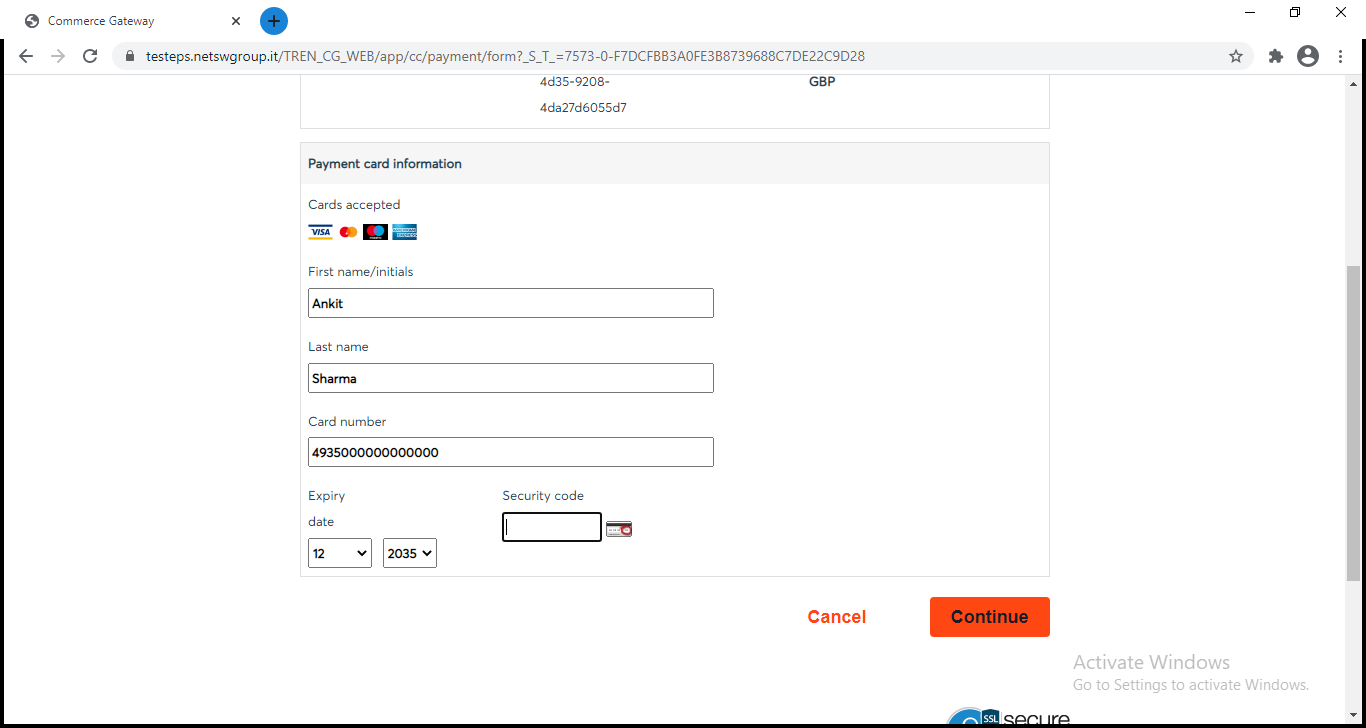 Commerce Gateway
testeps.netswgroup.it/TREN_CG_WEB/app/cc/payment/form?_S_T_=7573-0-F7DCFBB3A0FE3B8739688C7DE22C9D28
4d35-9208- GBP
4da27d6055d7
Payment card information
Cards accepted
VISA
First name/initials
Ankit
Last name
Sharma
Card number
4935000000000000
Expiry Security code
date
12 2035
Cancel Continue
Activate Windows
Go to Settings to activate Windows.
SSL secure